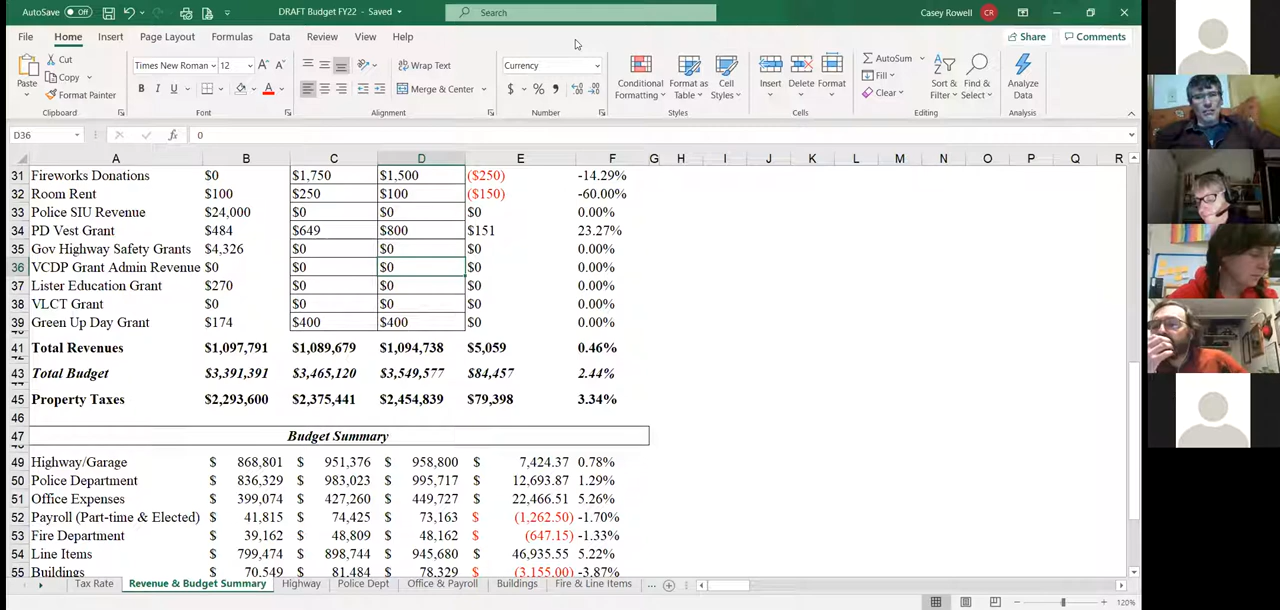 AutoSave Off DRAFT Budget FY22 - Saved Search Casey Rowell CR
File Home Insert Page Layout Formulas Data Review View Help Share Comments
Paste Cut Copy Format Painter Clipboard
Times New Roman 12 B I U A A A Font
Wrap Text Merge & Center Alignment
Currency $ % Number
Conditional Formatting Format as Table Cell Styles Styles
Insert Delete Format Cells
AutoSum Fill Clear Sort & Filter Find & Select Editing
Analyze Data Analysis
D36 fx 0
A B C D E F G H I J K L M N O P Q R
31 Fireworks Donations $0 $1,750 $1,500 ($250) -14.29%
32 Room Rent $100 $250 $100 ($150) -60.00%
33 Police SIU Revenue $24,000 $0 $0 $0 0.00%
34 PD Vest Grant $484 $649 $800 $151 23.27%
35 Gov Highway Safety Grants $4,326 $0 $0 $0 0.00%
36 VCDP Grant Admin Revenue $0 $0 $0 $0 0.00%
37 Lister Education Grant $270 $0 $0 $0 0.00%
38 VLCT Grant $0 $0 $0 $0 0.00%
39 Green Up Day Grant $174 $400 $400 $0 0.00%
41 Total Revenues $1,097,791 $1,089,679 $1,094,738 $5,059 0.46%
43 Total Budget $3,391,391 $3,465,120 $3,549,577 $84,457 2.44%
45 Property Taxes $2,293,600 $2,375,441 $2,454,839 $79,398 3.34%
46
47 Budget Summary
49 Highway/Garage $ 868,801 $ 951,376 $ 958,800 $ 7,424.37 0.78%
50 Police Department $ 836,329 $ 983,023 $ 995,717 $ 12,693.87 1.29%
51 Office Expenses $ 399,074 $ 427,260 $ 449,727 $ 22,466.51 5.26%
52 Payroll (Part-time & Elected) $ 41,815 $ 74,425 $ 73,163 $ (1,262.50) -1.70%
53 Fire Department $ 39,162 $ 48,809 $ 48,162 $ (647.15) -1.33%
54 Line Items $ 799,474 $ 898,744 $ 945,680 $ 46,935.55 5.22%
55 Buildings $ 70,549 $ 81,484 $ 78,329 $ (3,155.00) -3.87%
Tax Rate Revenue & Budget Summary Highway Police Dept Office & Payroll Buildings Fire & Line Items ...
120%